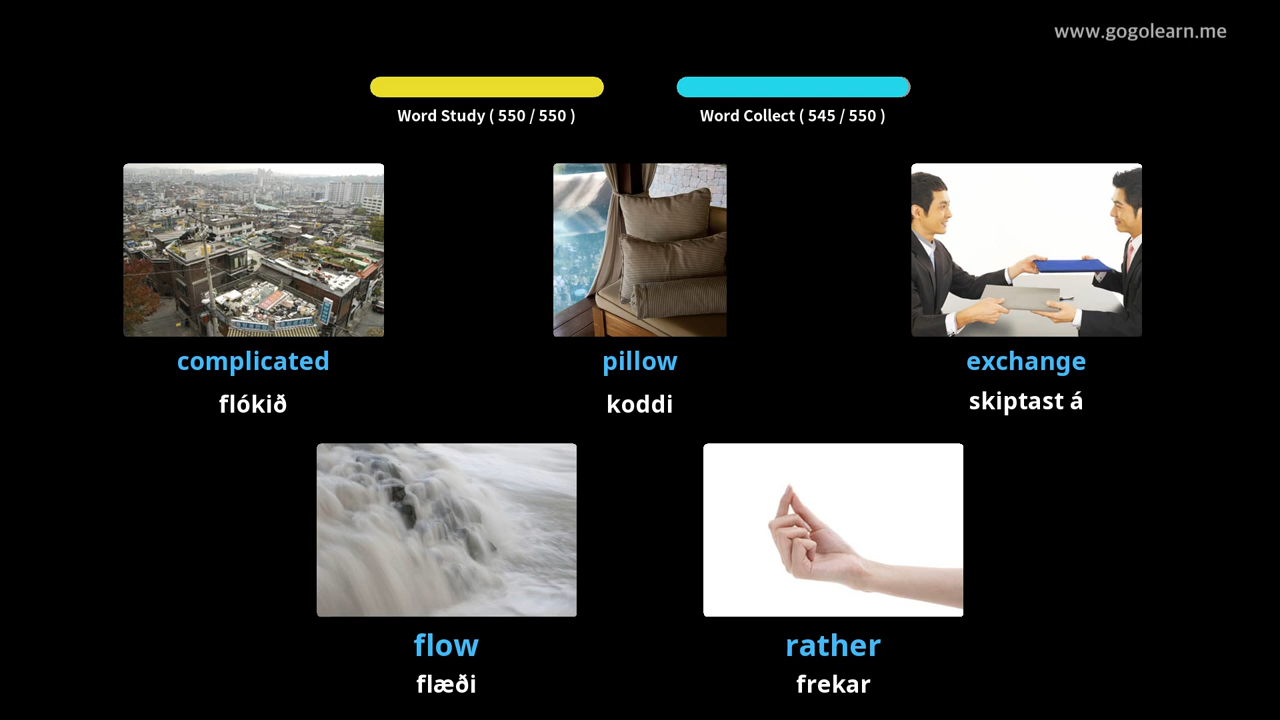 www.gogolearn.me
Word Study ( 550 / 550 )
Word Collect ( 545 / 550 )
complicated
flókið
pillow
koddi
exchange
skiptast á
flow
flæði
rather
frekar